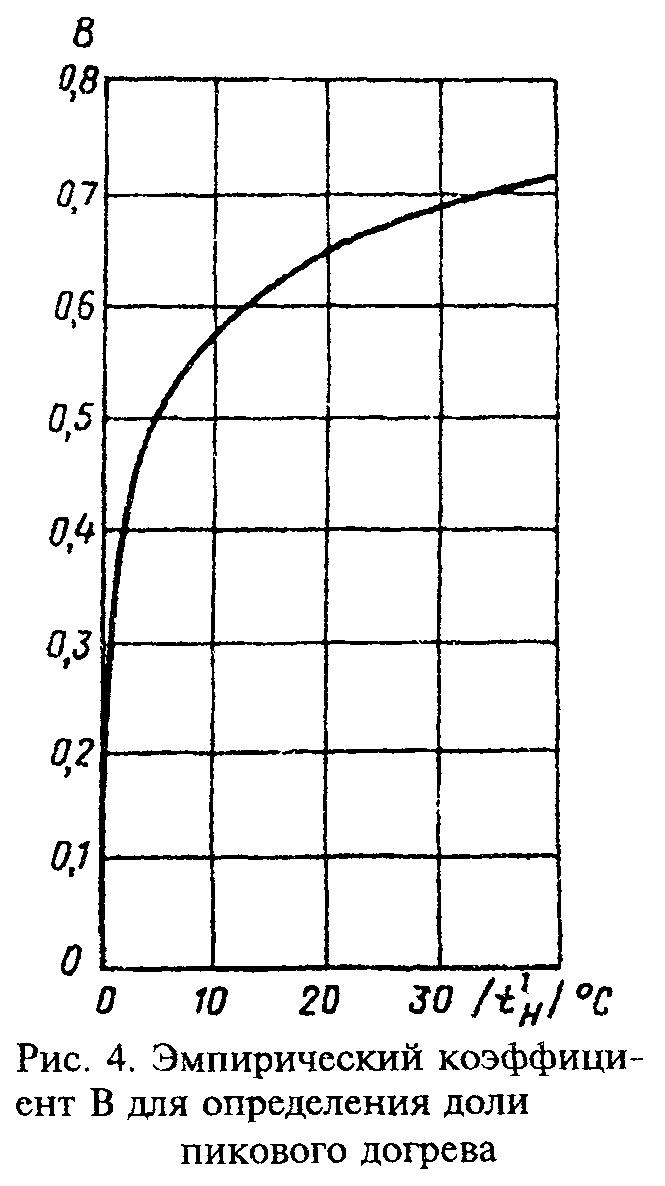 В
0,8
0,7
0,6
0,5
0,4
0,3
0,2
0,1
0
0 10 20 30 /t¹н/ °C
Рис. 4. Эмпирический коэффици-
ент В для определения доли
пикового догрева